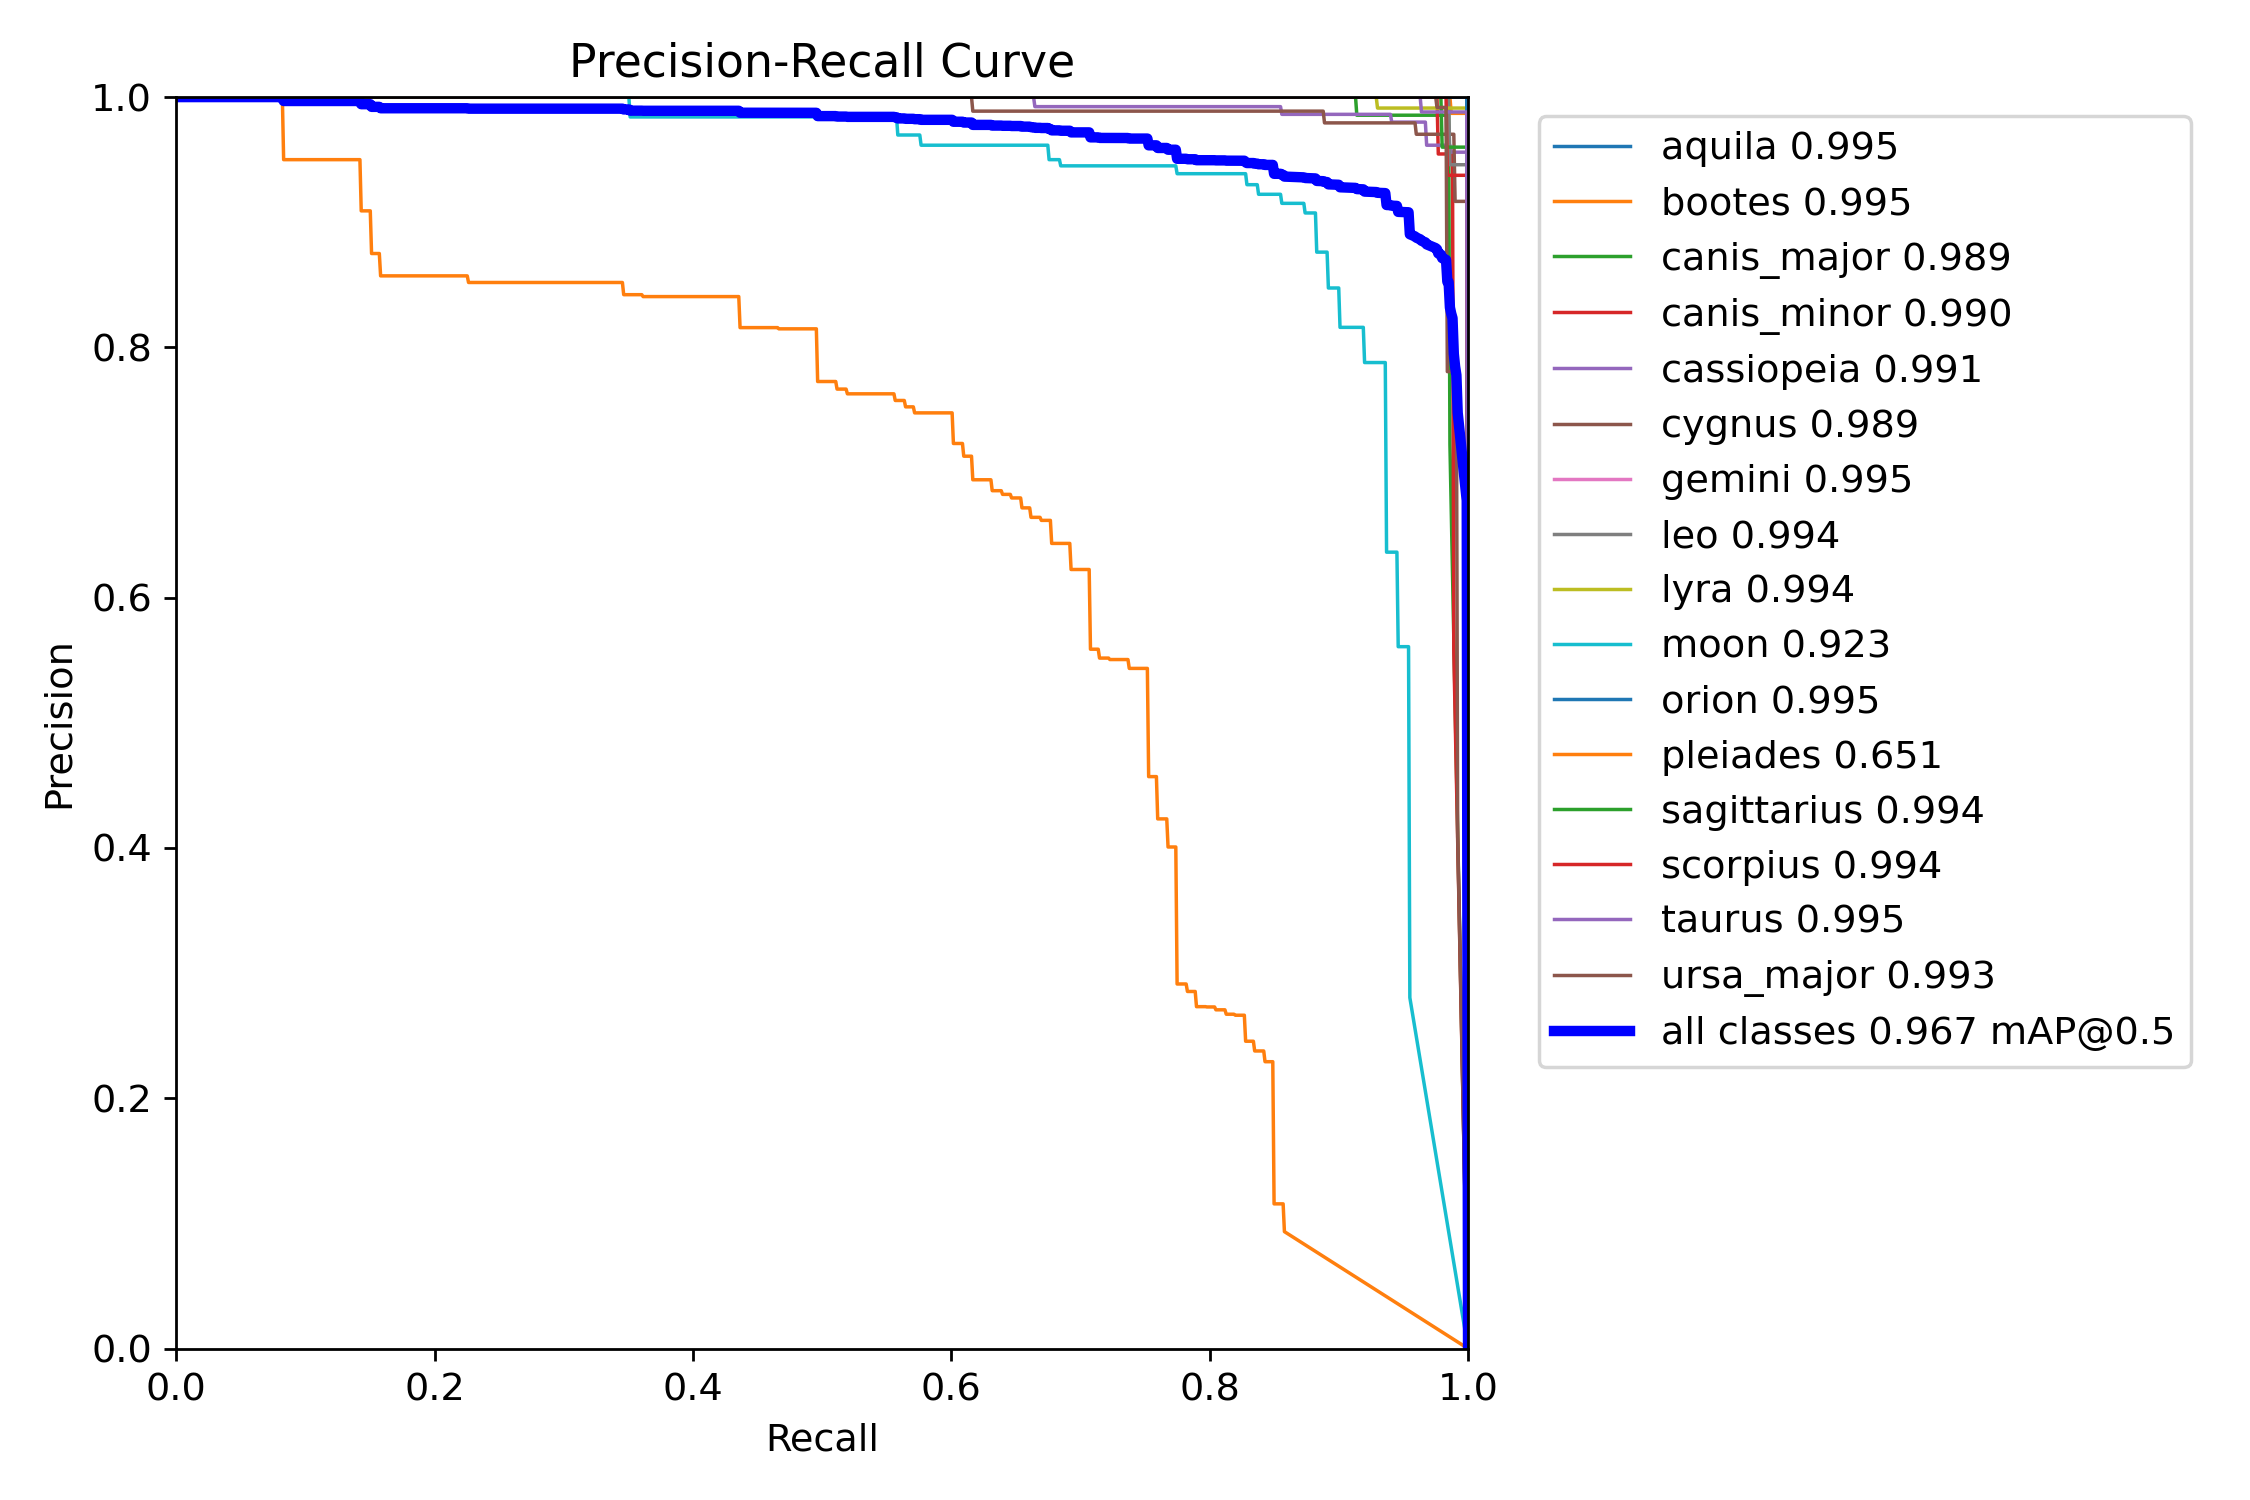 Precision-Recall Curve
1.0
0.8
0.6
0.4
0.2
0.0
Precision
0.0 0.2 0.4 0.6 0.8 1.0
Recall
aquila 0.995
bootes 0.995
canis_major 0.989
canis_minor 0.990
cassiopeia 0.991
cygnus 0.989
gemini 0.995
leo 0.994
lyra 0.994
moon 0.923
orion 0.995
pleiades 0.651
sagittarius 0.994
scorpius 0.994
taurus 0.995
ursa_major 0.993
all classes 0.967 mAP@0.5